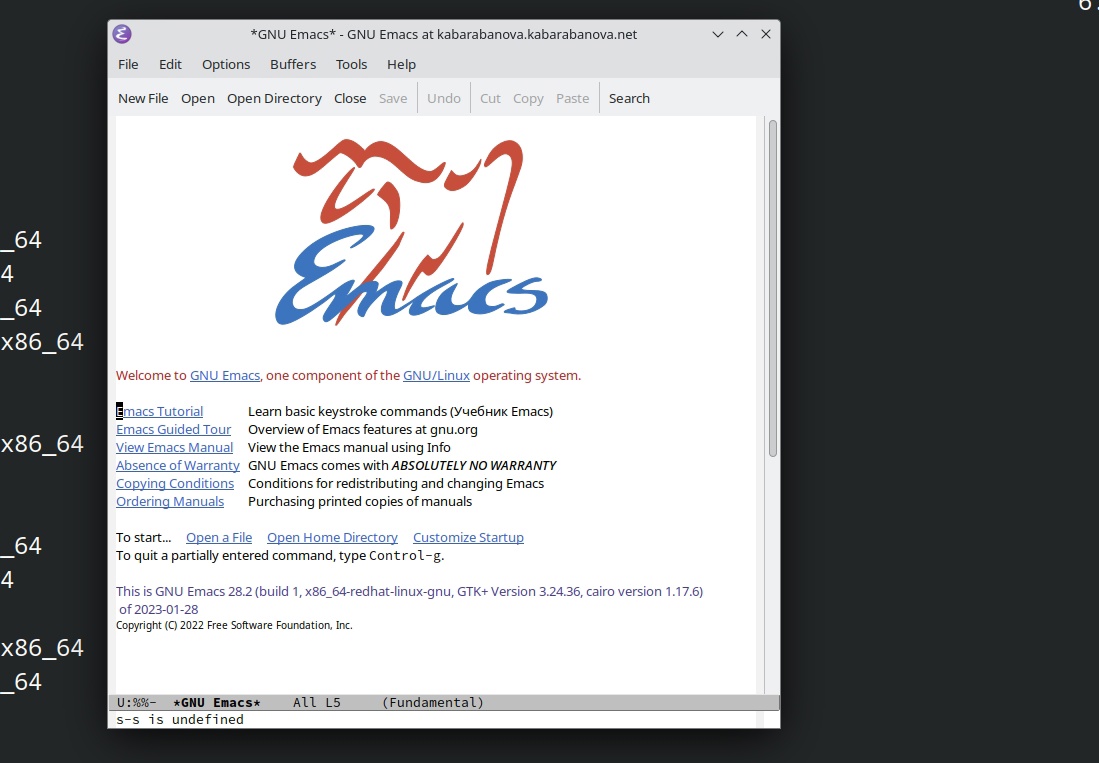 6.
*GNU Emacs* - GNU Emacs at kabarabanova.kabarabanova.net
File Edit Options Buffers Tools Help
New File Open Open Directory Close Save Undo Cut Copy Paste Search
Emacs
_64
4
_64
x86_64
Welcome to GNU Emacs, one component of the GNU/Linux operating system.
Emacs Tutorial Learn basic keystroke commands (Учебник Emacs)
Emacs Guided Tour Overview of Emacs features at gnu.org
x86_64
View Emacs Manual View the Emacs manual using Info
Absence of Warranty GNU Emacs comes with ABSOLUTELY NO WARRANTY
Copying Conditions Conditions for redistributing and changing Emacs
Ordering Manuals Purchasing printed copies of manuals
To start... Open a File Open Home Directory Customize Startup
_64
To quit a partially entered command, type Control-g.
4
This is GNU Emacs 28.2 (build 1, x86_64-redhat-linux-gnu, GTK+ Version 3.24.36, cairo version 1.17.6)
of 2023-01-28
Copyright (C) 2022 Free Software Foundation, Inc.
x86_64
_64
U:%%- *GNU Emacs* All L5 (Fundamental)
s-s is undefined